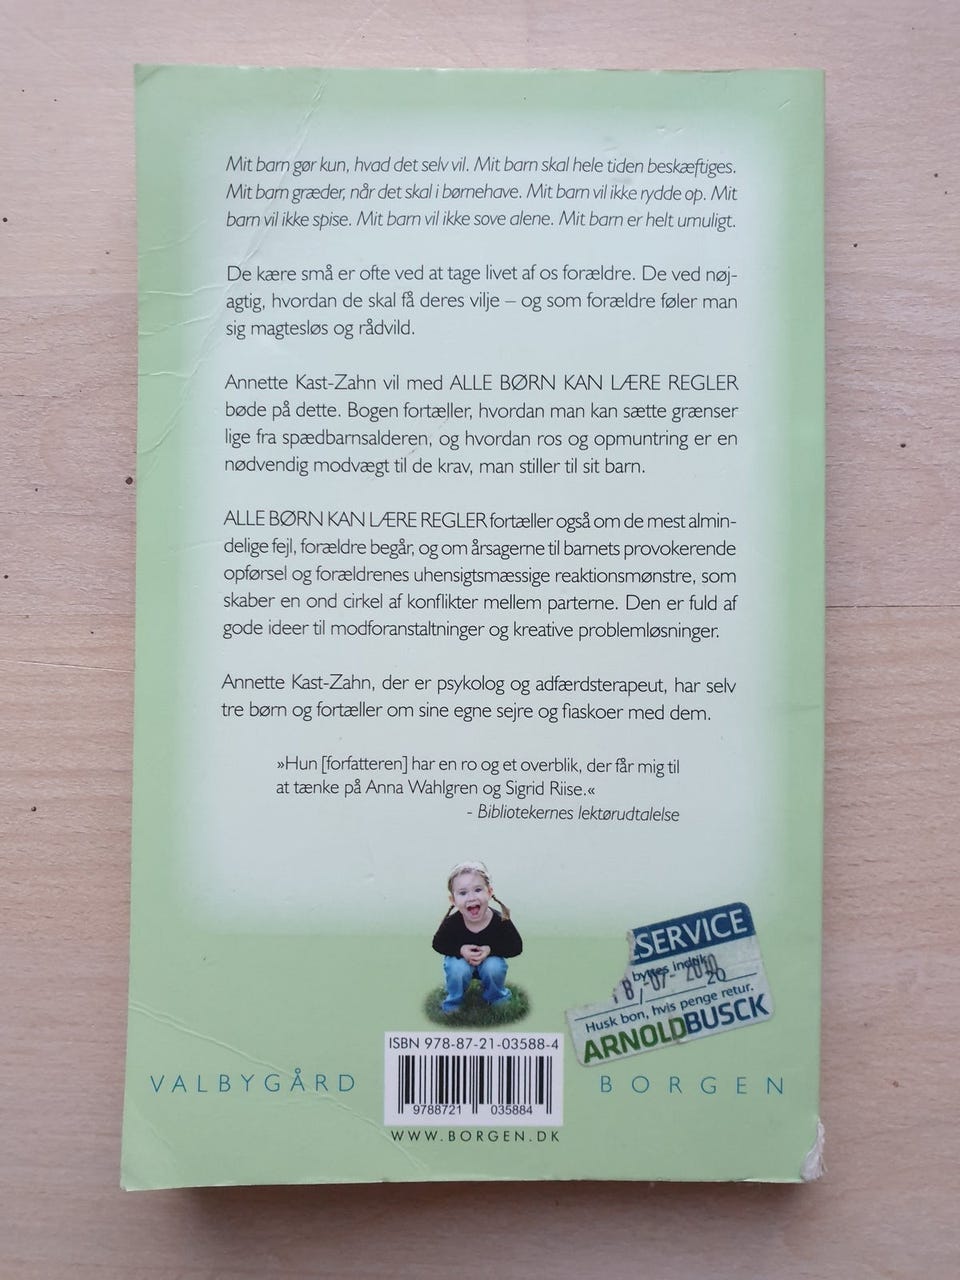 Mit barn gør kun, hvad det selv vil. Mit barn skal hele tiden beskæftiges.
Mit barn græder, når det skal i børnehave. Mit barn vil ikke rydde op. Mit
barn vil ikke spise. Mit barn vil ikke sove alene. Mit barn er helt umuligt.
De kære små er ofte ved at tage livet af os forældre. De ved nøj-
agtig, hvordan de skal få deres vilje – og som forældre føler man
sig magtesløs og rådvild.
Annette Kast-Zahn vil med ALLE BØRN KAN LÆRE REGLER
bøde på dette. Bogen fortæller, hvordan man kan sætte grænser
lige fra spædbarnsalderen, og hvordan ros og opmuntring er en
nødvendig modvægt til de krav, man stiller til sit barn.
ALLE BØRN KAN LÆRE REGLER fortæller også om de mest almin-
delige fejl, forældre begår, og om årsagerne til barnets provokerende
opførsel og forældrenes uhensigtsmæssige reaktionsmønstre, som
skaber en ond cirkel af konflikter mellem parterne. Den er fuld af
gode ideer til modforanstaltninger og kreative problemløsninger.
Annette Kast-Zahn, der er psykolog og adfærdsterapeut, har selv
tre børn og fortæller om sine egne sejre og fiaskoer med dem.
»Hun [forfatteren] har en ro og et overblik, der får mig til
at tænke på Anna Wahlgren og Sigrid Riise.«
- Bibliotekernes lektørudtalelse
SERVICE
byttes indtil
8/-07- 2010
20
Husk bon, hvis penge retur.
ARNOLDBUSCK
ISBN 978-87-21-03588-4
9788721 035884
VALBYGÅRD
BORGEN
WWW.BORGEN.DK